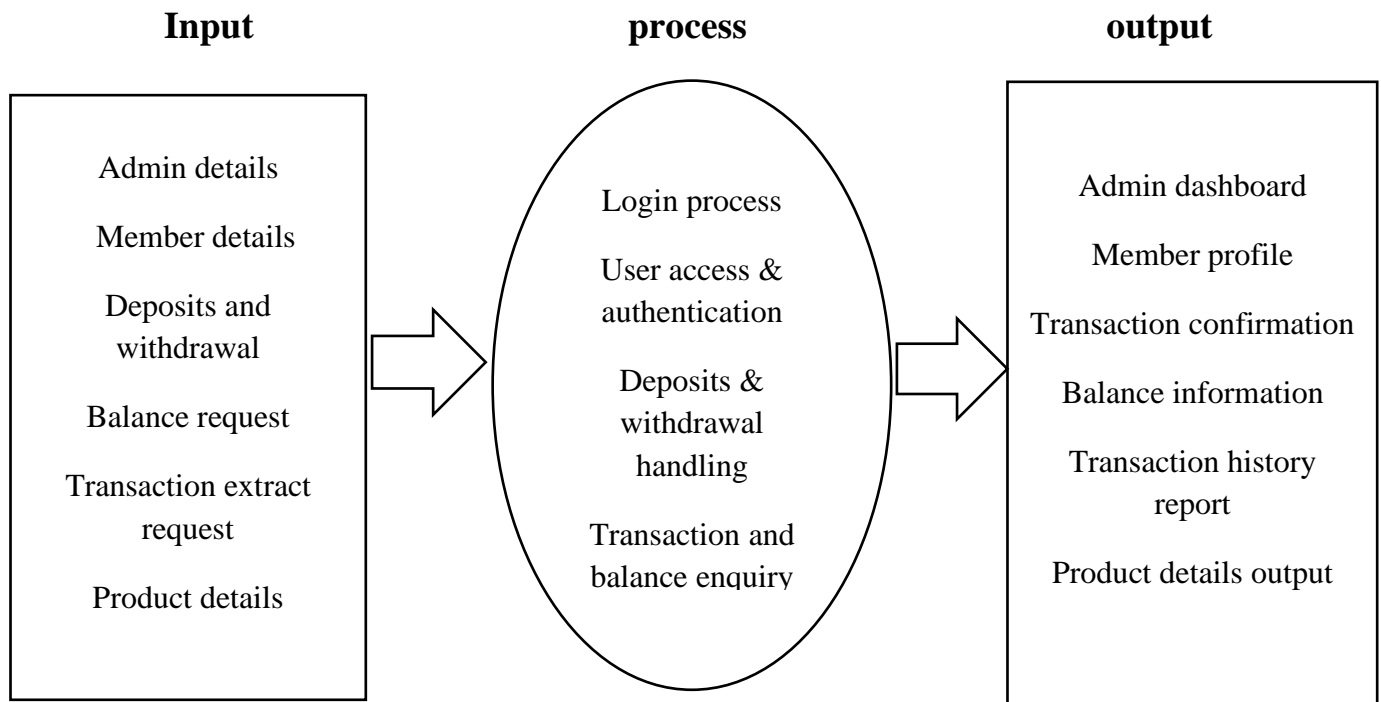 Input
process
output
Admin details
Member details
Deposits and
withdrawal
Balance request
Transaction extract
request
Product details
Login process
User access &
authentication
Deposits &
withdrawal
handling
Transaction and
balance enquiry
Admin dashboard
Member profile
Transaction confirmation
Balance information
Transaction history
report
Product details output